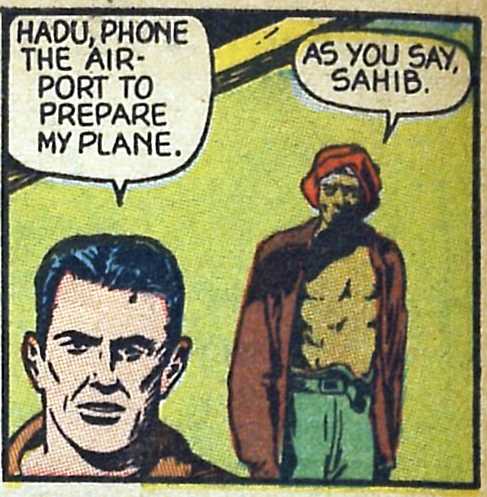 HADU, PHONE
THE AIR-
PORT TO
PREPARE
MY PLANE.
AS YOU SAY,
SAHIB.